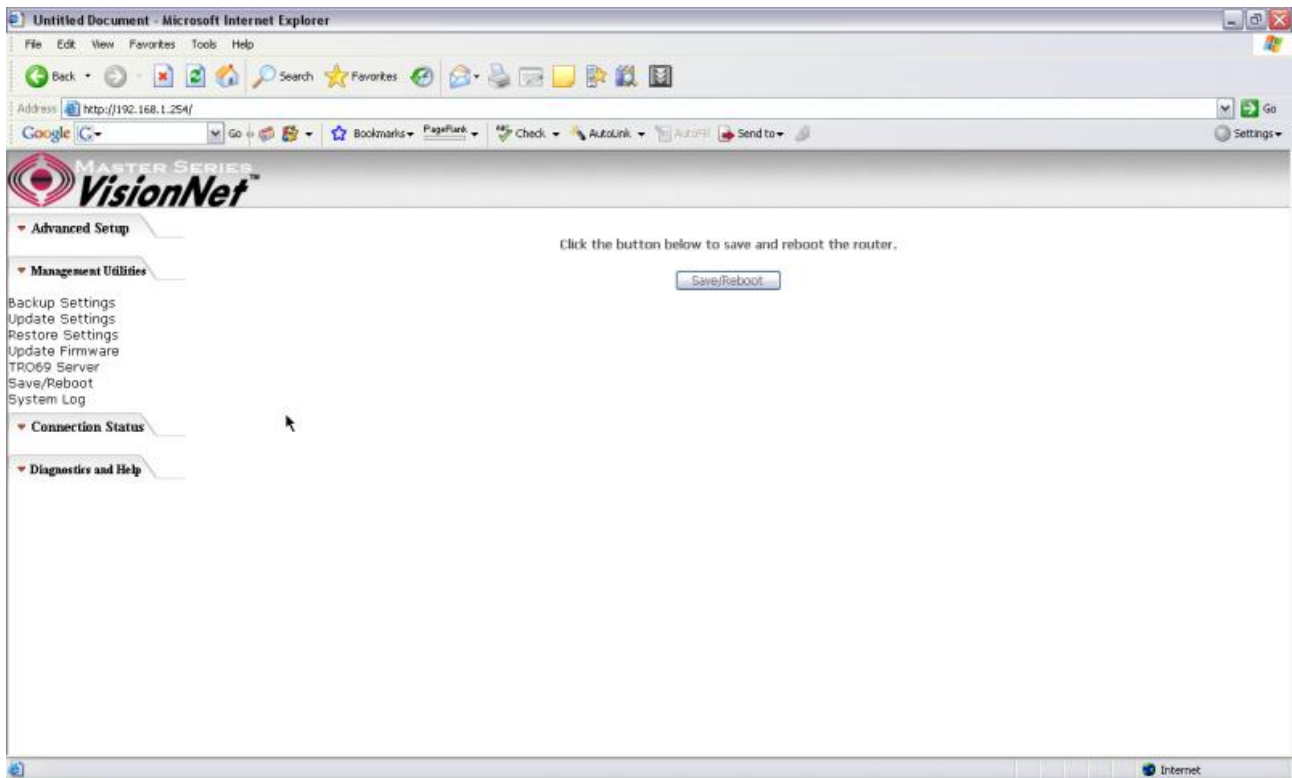 Untitled Document - Microsoft Internet Explorer
File Edit View Favorites Tools Help
Back Search Favorites
Address http://192.168.1.254/ Go
Google G Go Bookmarks PageRank Check AutoLink AutoFill Send to Settings
MASTER SERIES
VisionNet™
Advanced Setup
Click the button below to save and reboot the router.
Management Utilities
Save/Reboot
Backup Settings
Update Settings
Restore Settings
Update Firmware
TRO69 Server
Save/Reboot
System Log
Connection Status
Diagnostics and Help
Internet